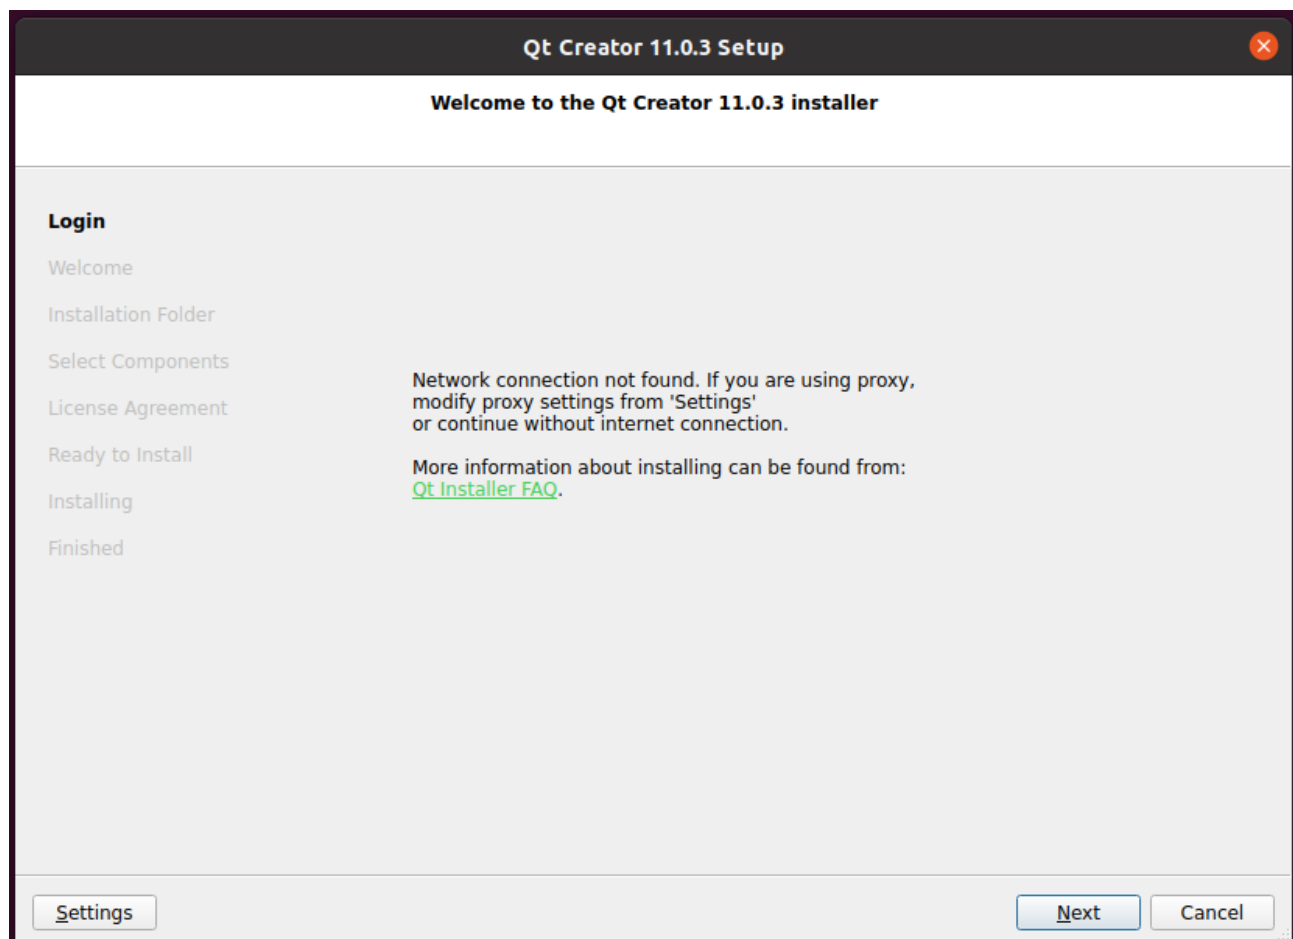 Qt Creator 11.0.3 Setup
Welcome to the Qt Creator 11.0.3 installer
Login
Welcome
Installation Folder
Select Components
License Agreement
Ready to Install
Installing
Finished
Network connection not found. If you are using proxy,
modify proxy settings from 'Settings'
or continue without internet connection.
More information about installing can be found from:
Qt Installer FAQ.
Settings
Next
Cancel